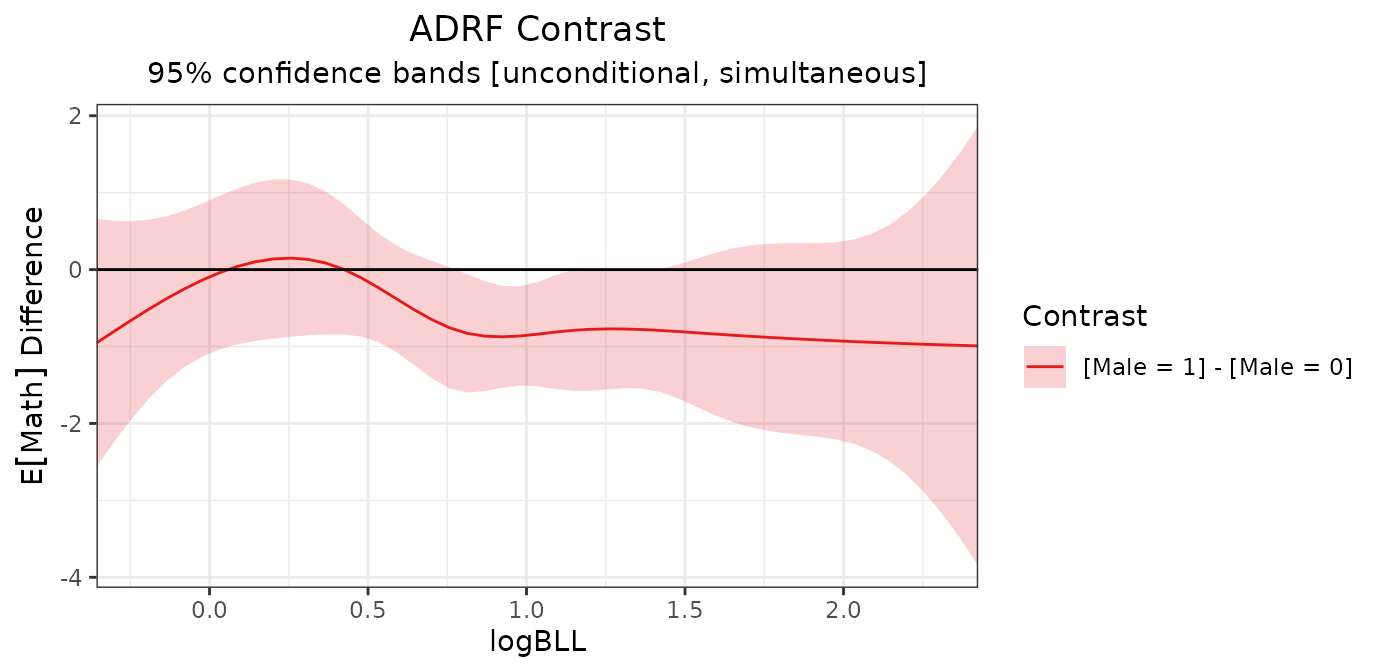 ADRF Contrast
95% confidence bands [unconditional, simultaneous]
E[Math] Difference
2
0
-2
-4
0.0 0.5 1.0 1.5 2.0
logBLL
Contrast
[Male = 1] - [Male = 0]